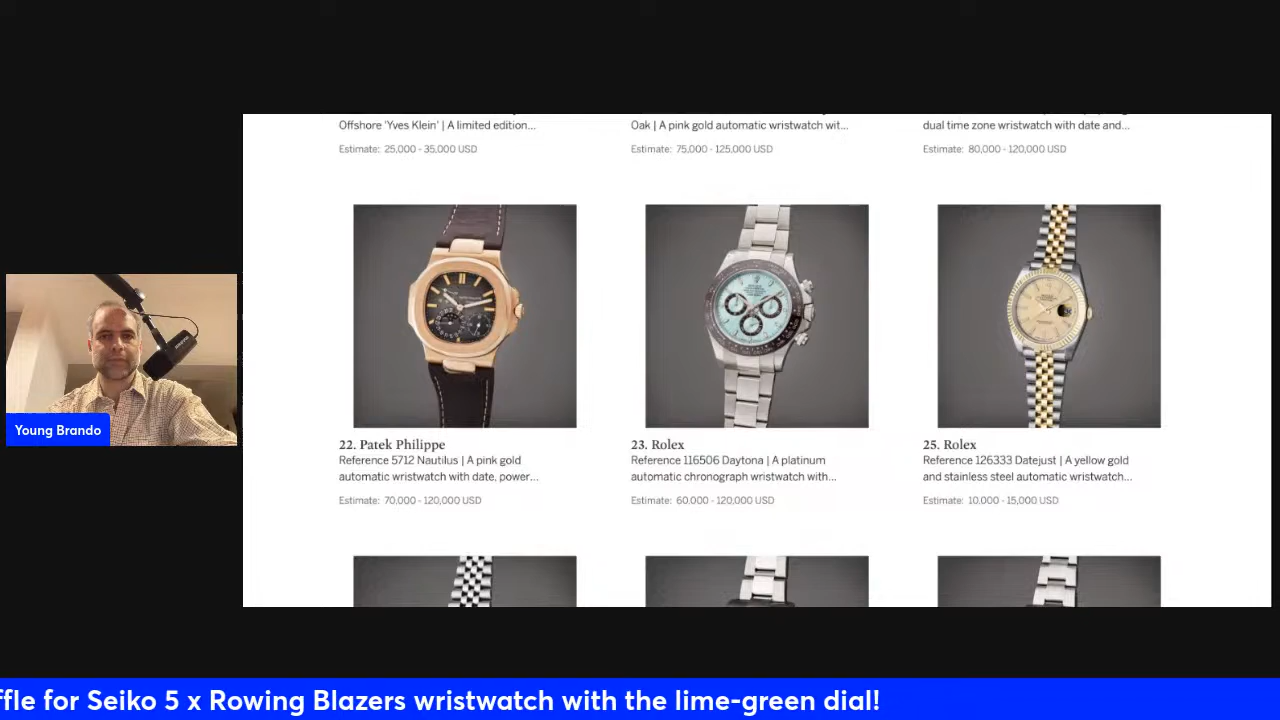 Offshore 'Yves Klein' | A limited edition...
Estimate: 25,000 - 35,000 USD
Oak | A pink gold automatic wristwatch wit...
Estimate: 75,000 - 125,000 USD
dual time zone wristwatch with date and...
Estimate: 80,000 - 120,000 USD
22. Patek Philippe
Reference 5712 Nautilus | A pink gold
automatic wristwatch with date, power...
Estimate: 70,000 - 120,000 USD
23. Rolex
Reference 116506 Daytona | A platinum
automatic chronograph wristwatch with...
Estimate: 60,000 - 120,000 USD
25. Rolex
Reference 126333 Datejust | A yellow gold
and stainless steel automatic wristwatch...
Estimate: 10,000 - 15,000 USD
Young Brando
ffle for Seiko 5 x Rowing Blazers wristwatch with the lime-green dial!